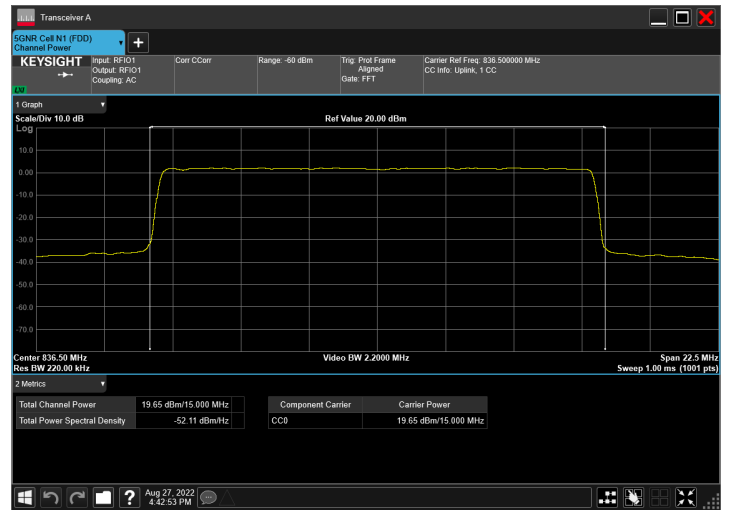 Transceiver A
5GNR Cell N1 (FDD)
Channel Power
KEYSIGHT
Input: RFIO1
Output: RFIO1
Coupling: AC
Corr CCorr
Range: -60 dBm
Trig: Prot Frame
Aligned
Gate: FFT
Carrier Ref Freq: 836.500000 MHz
CC Info: Uplink, 1 CC
1 Graph
Scale/Div 10.0 dB
Ref Value 20.00 dBm
Log
10.0
0.00
-10.0
-20.0
-30.0
-40.0
-50.0
-60.0
-70.0
Center 836.50 MHz
Video BW 2.2000 MHz
Span 22.5 MHz
Res BW 220.00 kHz
Sweep 1.00 ms (1001 pts)
2 Metrics
Total Channel Power 19.65 dBm/15.000 MHz
Total Power Spectral Density -52.11 dBm/Hz
Component Carrier Carrier Power
CC0 19.65 dBm/15.000 MHz
?
Aug 27, 2022
4:42:53 PM